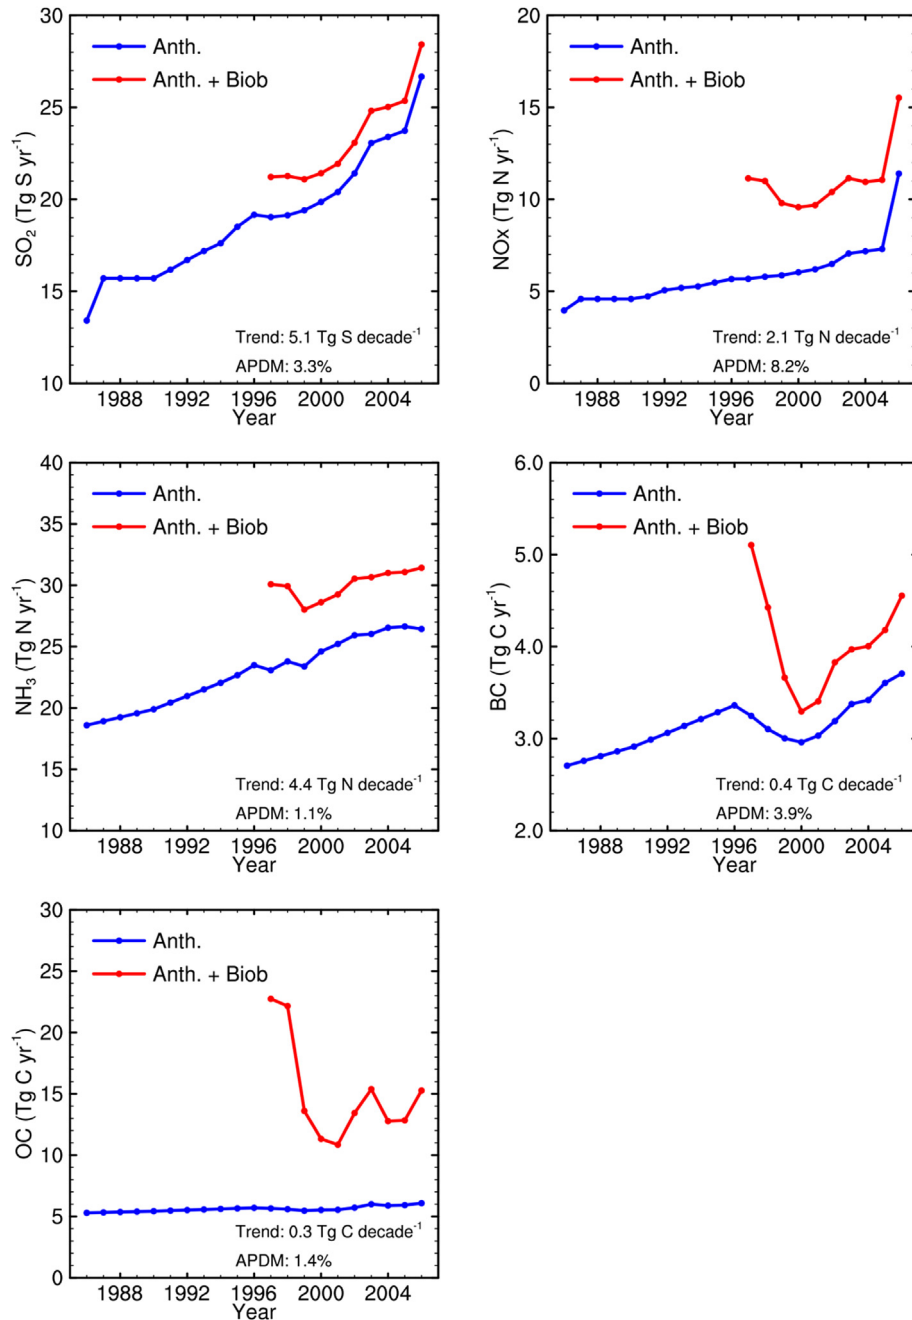 30
25
20
15
10
SO₂ (Tg S yr⁻¹)
Anth.
Anth. + Biob
Trend: 5.1 Tg S decade⁻¹
APDM: 3.3%
1988 1992 1996 2000 2004
Year
20
15
10
5
0
NOx (Tg N yr⁻¹)
Anth.
Anth. + Biob
Trend: 2.1 Tg N decade⁻¹
APDM: 8.2%
1988 1992 1996 2000 2004
Year
40
35
30
25
20
15
10
NH₃ (Tg N yr⁻¹)
Anth.
Anth. + Biob
Trend: 4.4 Tg N decade⁻¹
APDM: 1.1%
1988 1992 1996 2000 2004
Year
6.0
5.0
4.0
3.0
2.0
BC (Tg C yr⁻¹)
Anth.
Anth. + Biob
Trend: 0.4 Tg C decade⁻¹
APDM: 3.9%
1988 1992 1996 2000 2004
Year
30
25
20
15
10
5
0
OC (Tg C yr⁻¹)
Anth.
Anth. + Biob
Trend: 0.3 Tg C decade⁻¹
APDM: 1.4%
1988 1992 1996 2000 2004
Year